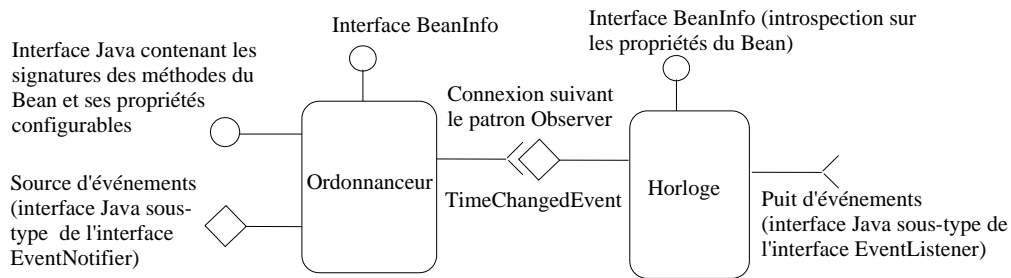 Interface Java contenant les
signatures des méthodes du
Bean et ses propriétés
configurables
Interface BeanInfo
Interface BeanInfo (introspection sur
les propriétés du Bean)
Connexion suivant
le patron Observer
Ordonnanceur
TimeChangedEvent
Horloge
Source d'événements
(interface Java sous-
type de l'interface
EventNotifier)
Puit d'événements
(interface Java sous-type de
l'interface EventListener)